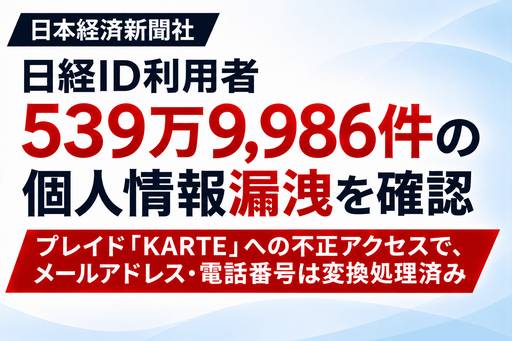 日本経済新聞社
日経ID利用者
539万9,986件の
個人情報漏洩を確認
プレイド「KARTE」への不正アクセスで、
メールアドレス・電話番号は変換処理済み